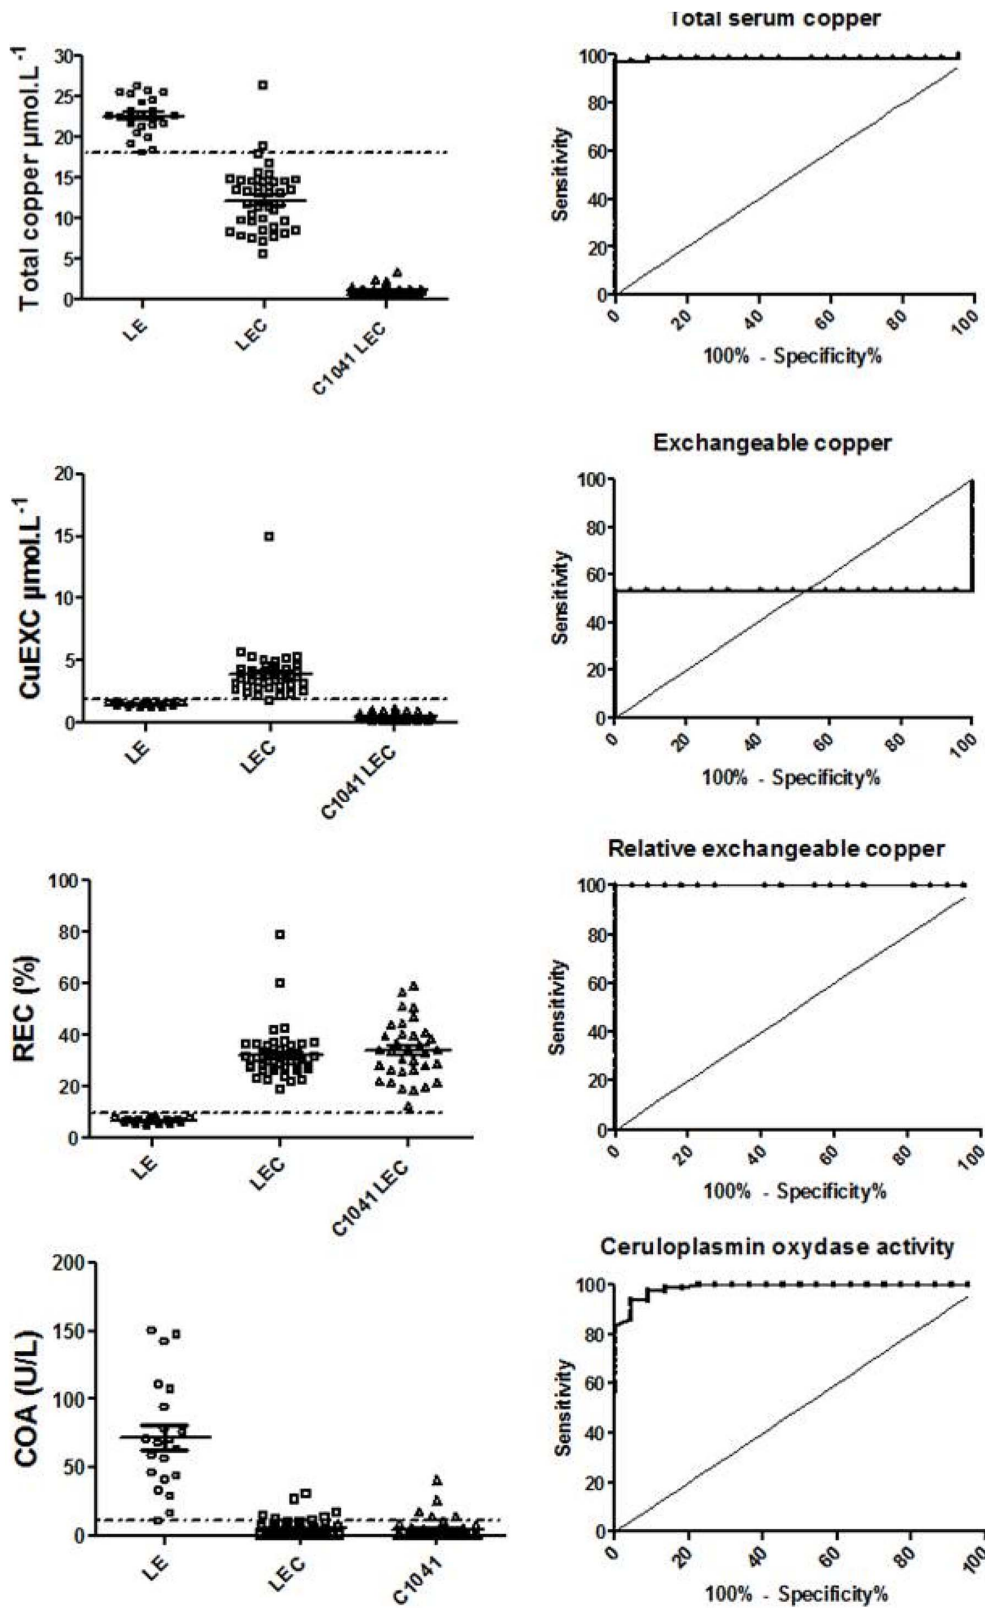 Total serum copper
Total copper µmol.L-1
30
25
20
15
10
5
0
LE
LEC
C1041 LEC
Sensitivity
100
80
60
40
20
0
0
20
40
60
80
100
100% - Specificity%
Exchangeable copper
CuEXC µmol.L-1
20
15
10
5
0
LE
LEC
C1041 LEC
Sensitivity
100
80
60
40
20
0
0
20
40
60
80
100
100% - Specificity%
Relative exchangeable copper
REC (%)
100
80
60
40
20
0
LE
LEC
C1041 LEC
Sensitivity
100
80
60
40
20
0
0
20
40
60
80
100
100% - Specificity%
Ceruloplasmin oxydase activity
COA (U/L)
200
150
100
50
0
LE
LEC
C1041
Sensitivity
100
80
60
40
20
0
0
20
40
60
80
100
100% - Specificity%